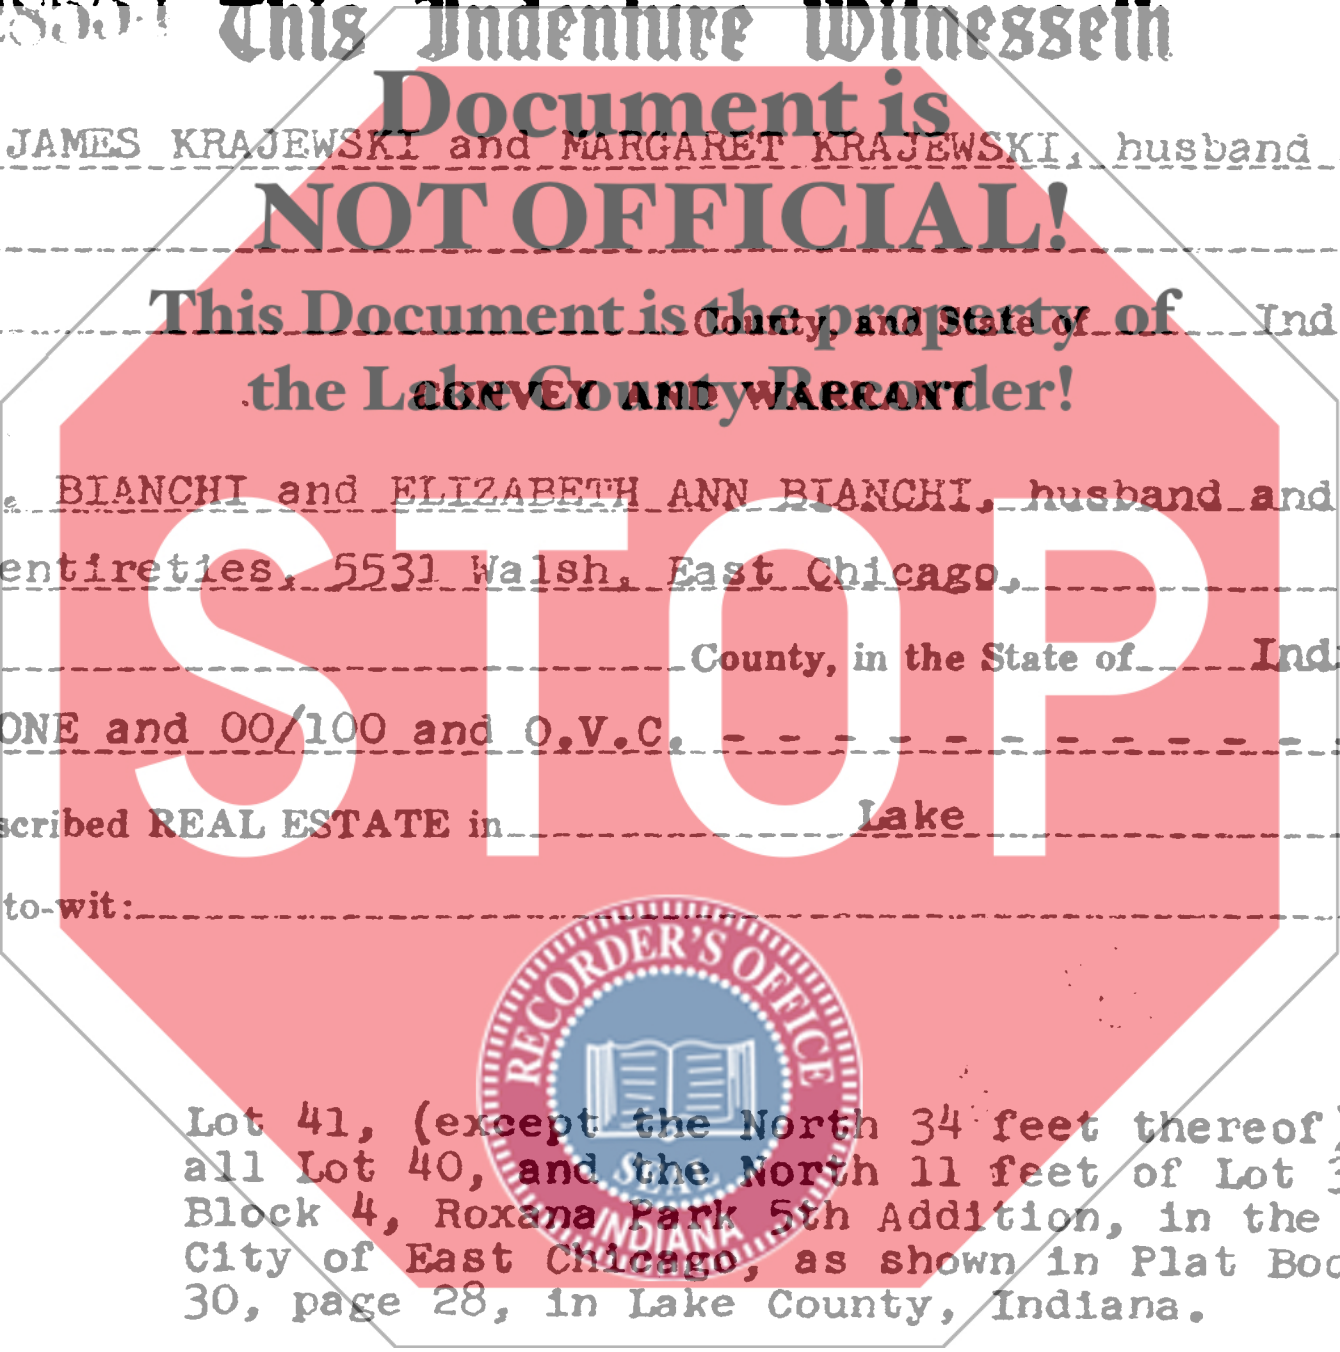 This Indenture Witnesseth
Document is
JAMES KRAJEWSKI and MARGARET KRAJEWSKI, husband
NOT OFFICIAL!
This Document is the property of
County, and State of Ind
the Lake County Recorder!
CONVEY AND WARRANT
BIANCHI and ELIZABETH ANN BIANCHI, husband and
entireties, 5531 Walsh, East Chicago,
STOP
County, in the State of Ind
ONE and 00/100 and O.V.C. - - - - - - - - - - -
scribed REAL ESTATE in Lake
to-wit:
RECORDER'S OFFICE
SEAL
INDIANA
Lot 41, (except the North 34 feet thereof
all Lot 40, and the North 11 feet of Lot
Block 4, Roxana Park 5th Addition, in the
City of East Chicago, as shown in Plat Boo
30, page 28, in Lake County, Indiana.